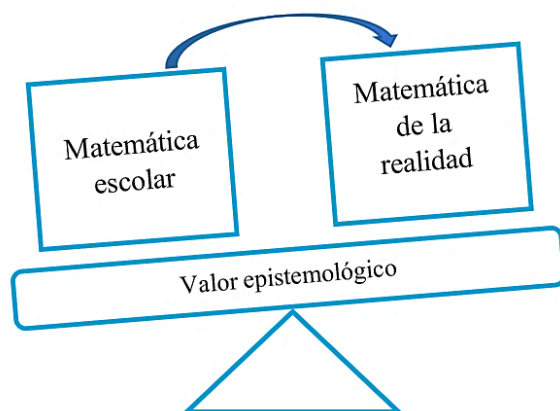 Matemática
escolar
Matemática
de la
realidad
Valor epistemológico